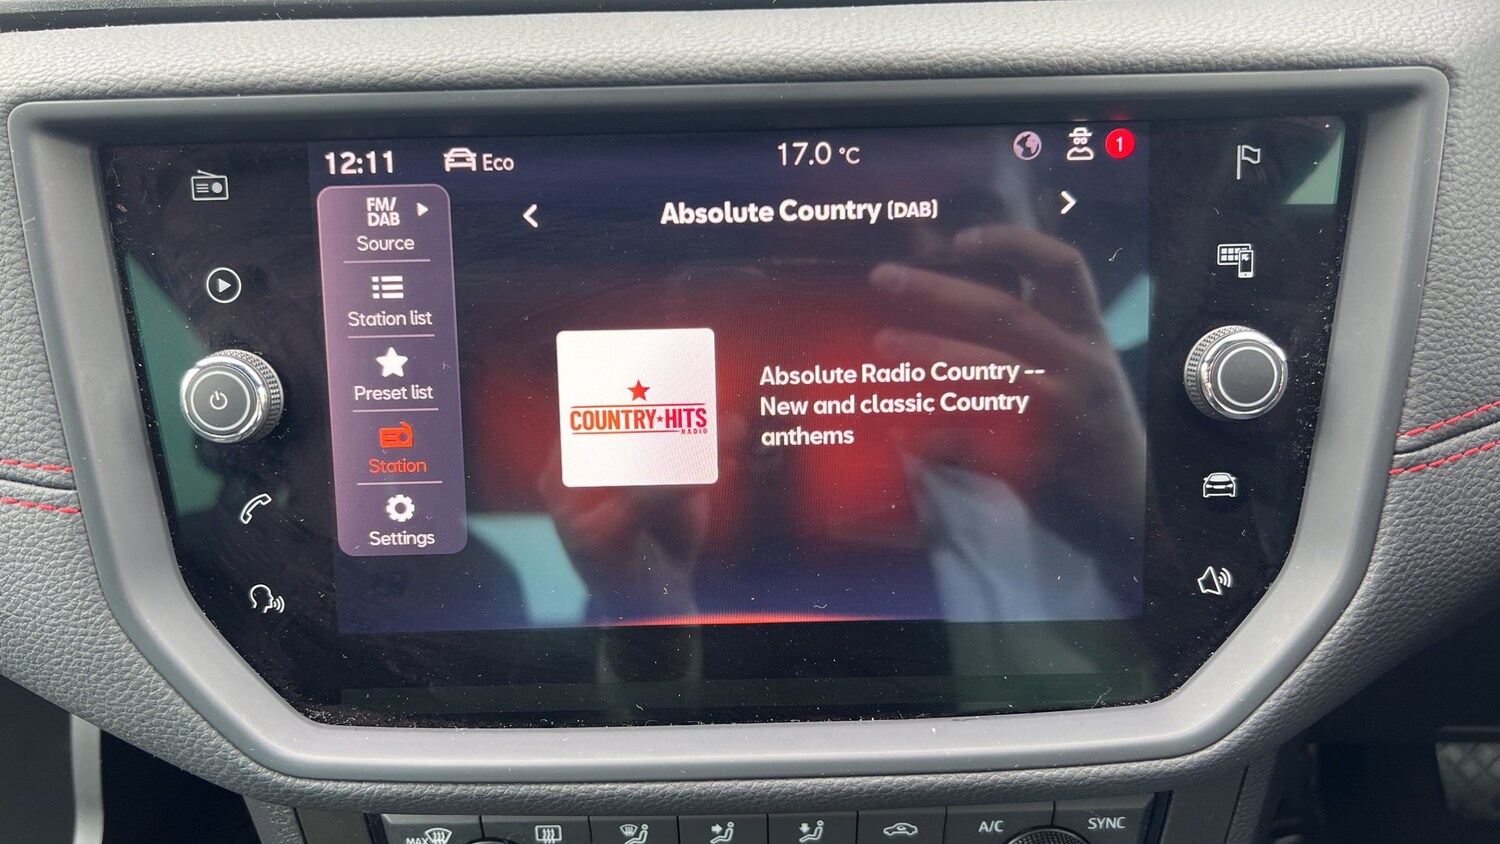 12:11
Eco
17.0 °C
1
FM/
DAB
Source
Station list
Preset list
Station
Settings
Absolute Country (DAB)
COUNTRY★HITS
RADIO
Absolute Radio Country --
New and classic Country
anthems
MAX
A/C
SYNC